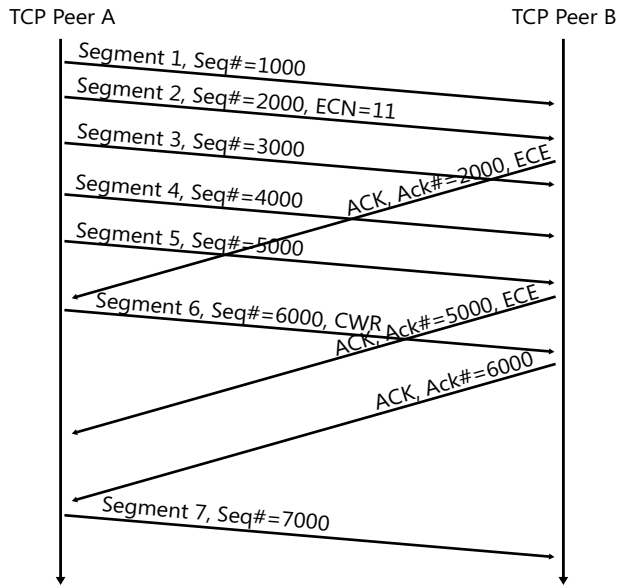 TCP Peer A
TCP Peer B
Segment 1, Seq#=1000
Segment 2, Seq#=2000, ECN=11
Segment 3, Seq#=3000
ACK, Ack#=2000, ECE
Segment 4, Seq#=4000
Segment 5, Seq#=5000
Segment 6, Seq#=6000, CWR
ACK, Ack#=5000, ECE
ACK, Ack#=6000
Segment 7, Seq#=7000